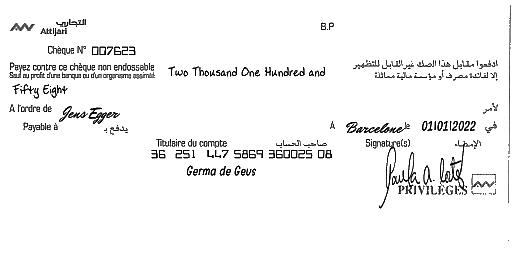 التجاري
Attijari
B.P
Chèque N° 007623
Payez contre ce chèque non endossable
Sauf au profit d'une banque ou d'un organisme assimilé
Two Thousand One Hundred and
ادفعوا مقابل هذا الصك غير القابل للتظهير
إلا لفائدة مصرف أو مؤسسة مالية مماثلة
Fifty Eight
A l'ordre de Jens Egger
لأمر
Payable à
يدفع بـ
A Barcelone le 01/01/2022 في
Titulaire du compte صاحب الحساب
Signature(s) الإمضاء
36 251 447 5869 360025 08
Germa de Geus
PRIVILÈGES